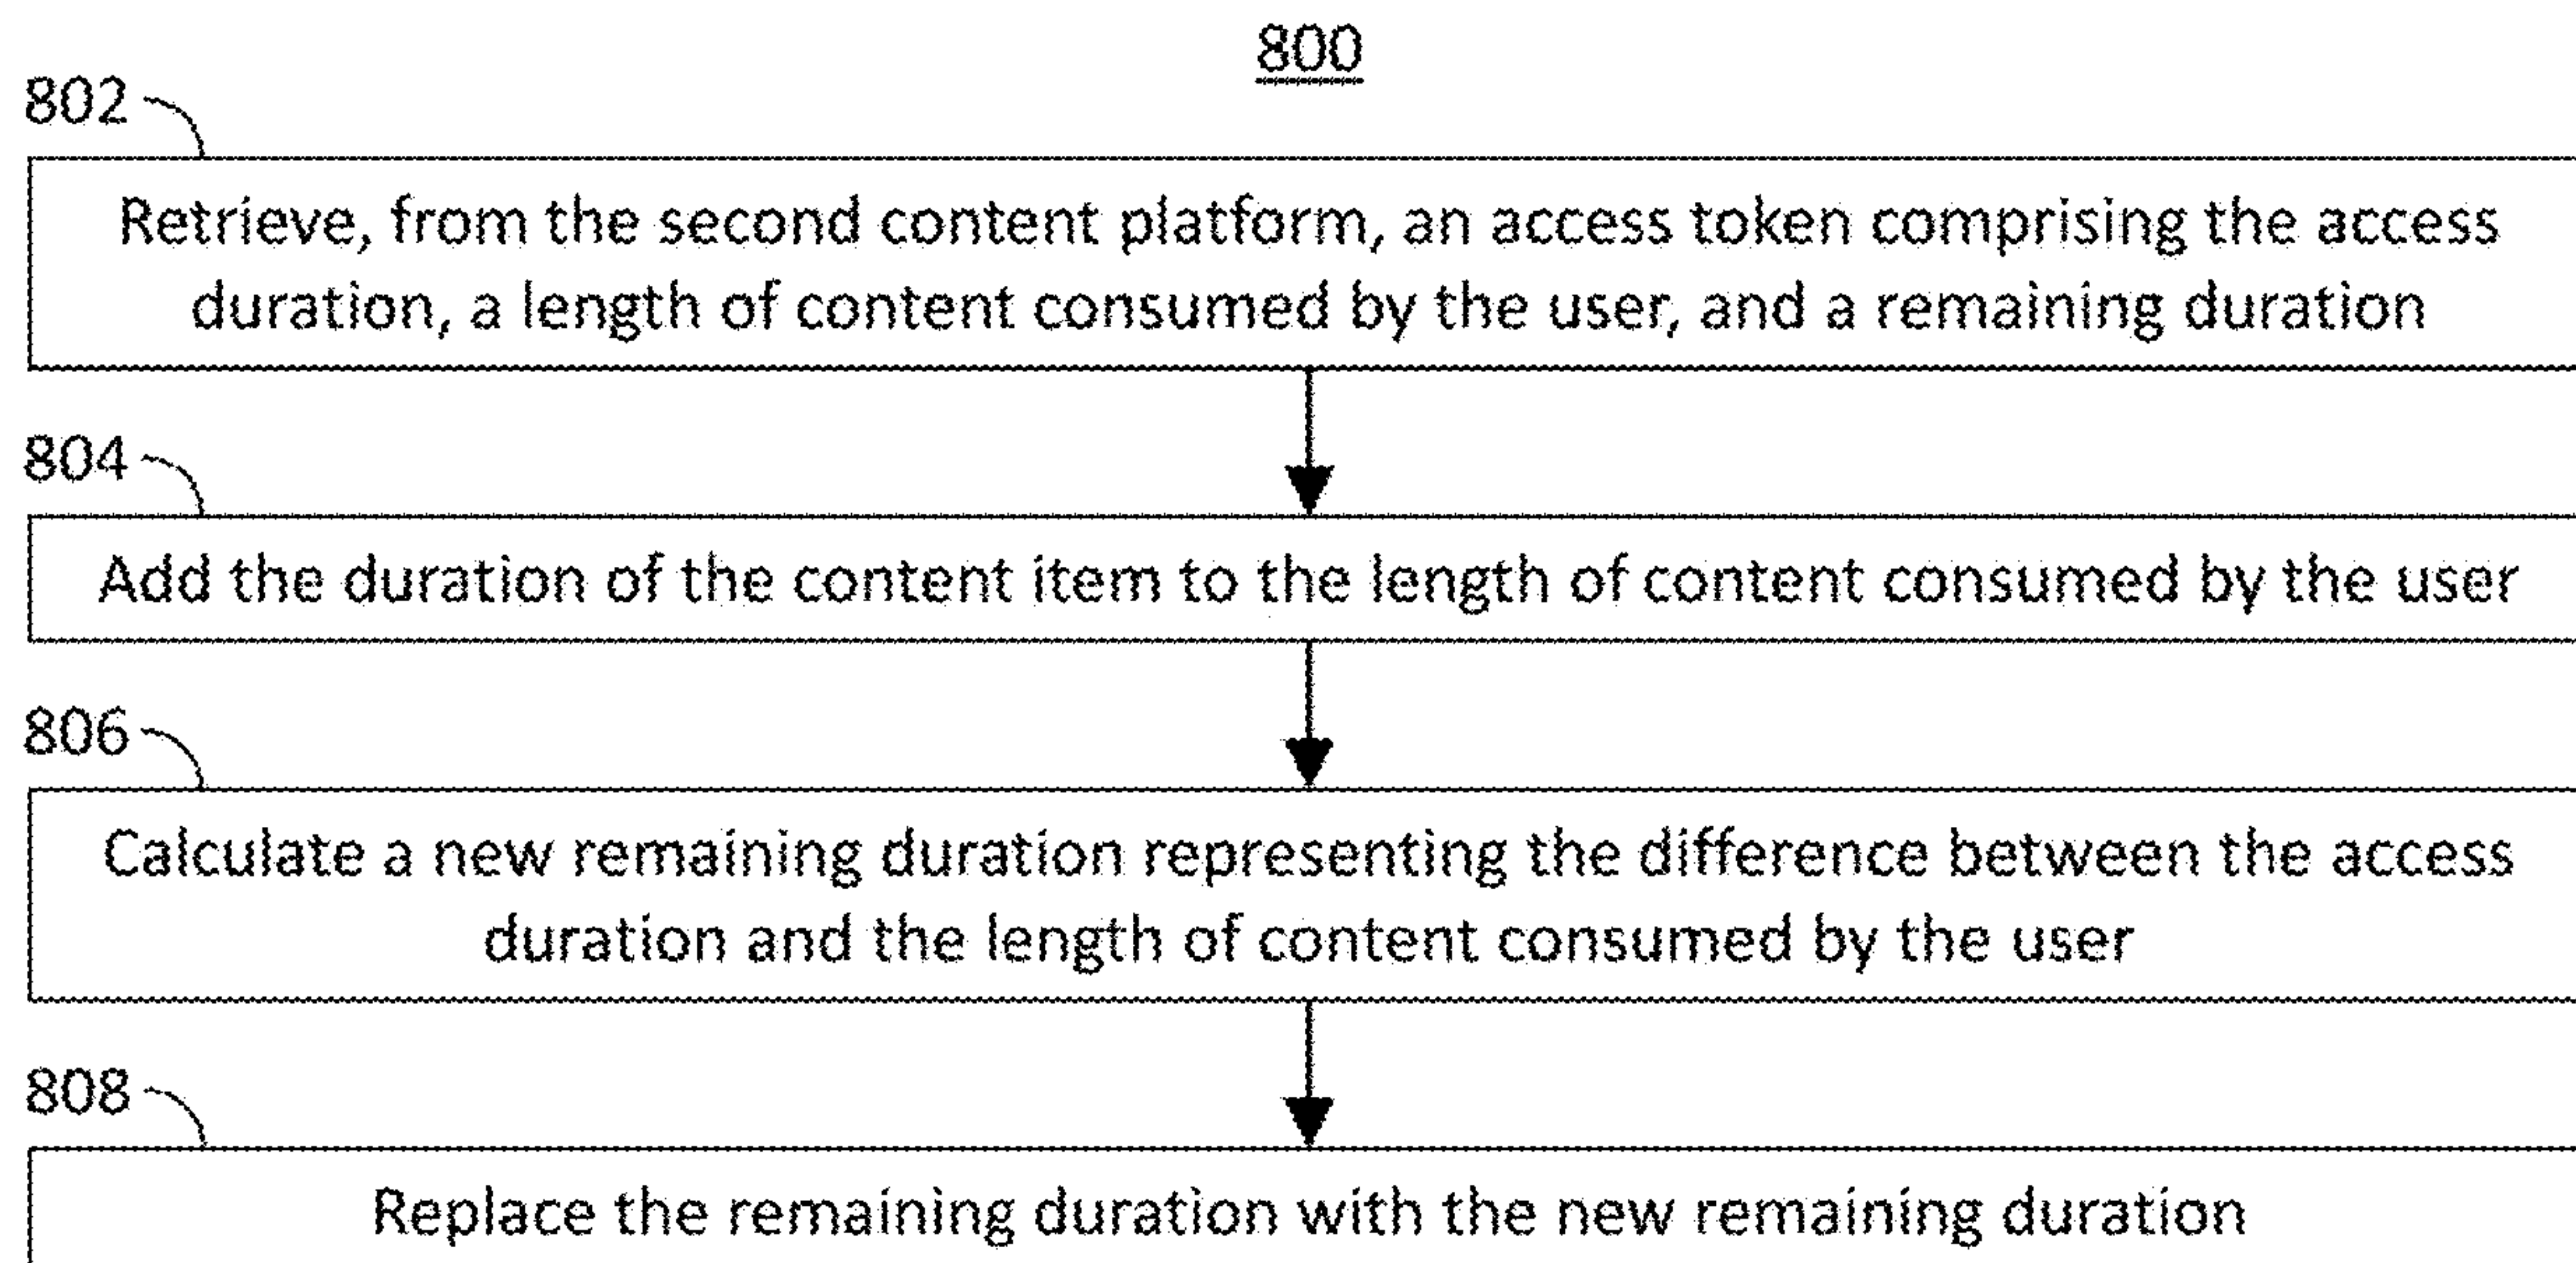 800
802
Retrieve, from the second content platform, an access token comprising the access
duration, a length of content consumed by the user, and a remaining duration
804
Add the duration of the content item to the length of content consumed by the user
806
Calculate a new remaining duration representing the difference between the access
duration and the length of content consumed by the user
808
Replace the remaining duration with the new remaining duration